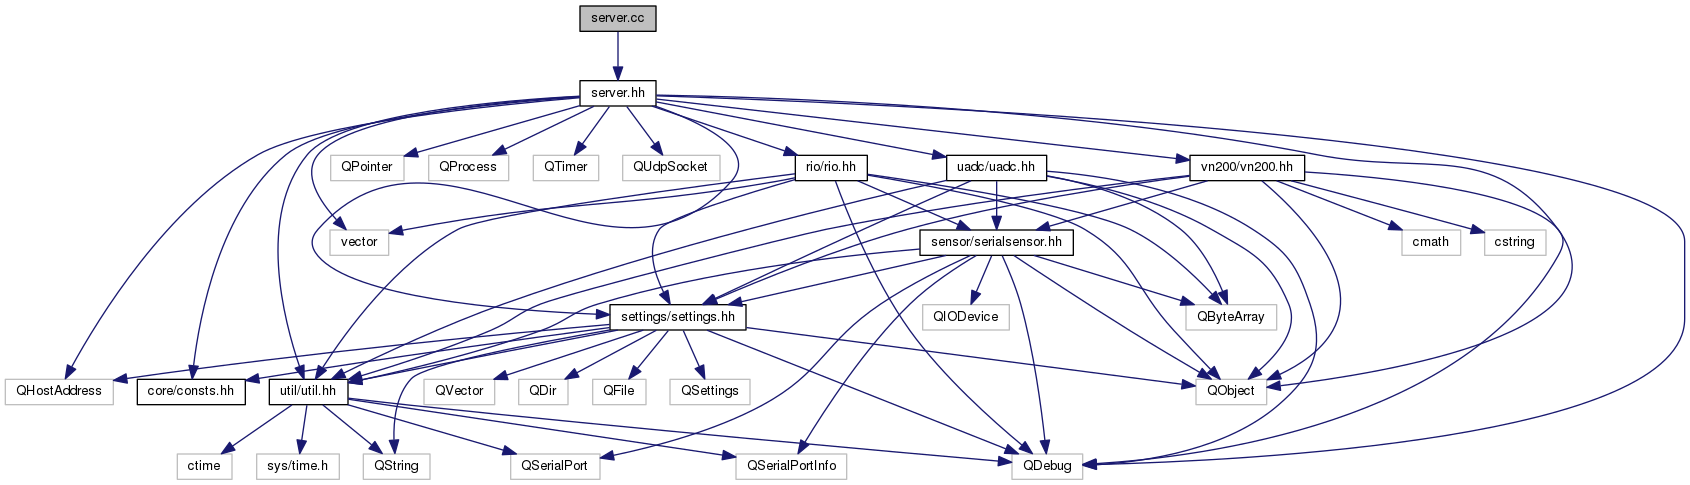 server.cc
server.hh
QPointer
QProcess
QTimer
QUdpSocket
rio/rio.hh
uadc/uadc.hh
vn200/vn200.hh
vector
sensor/serialsensor.hh
cmath
cstring
settings/settings.hh
QIODevice
QByteArray
QHostAddress
core/consts.hh
util/util.hh
QVector
QDir
QFile
QSettings
QObject
ctime
sys/time.h
QString
QSerialPort
QSerialPortInfo
QDebug